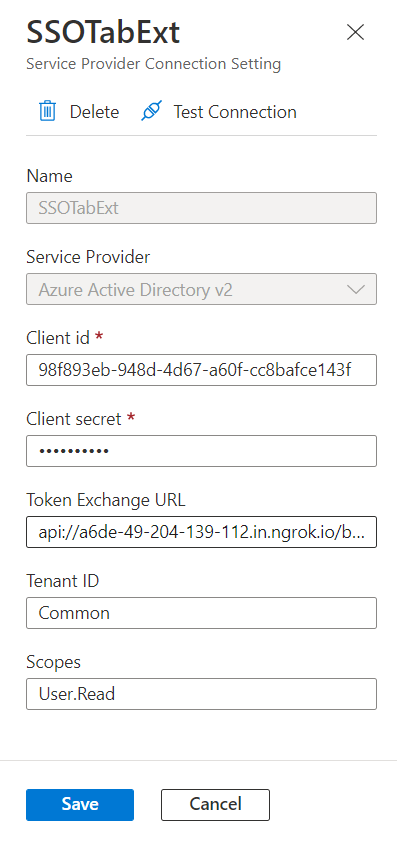 SSOTabExt
Service Provider Connection Setting
Delete Test Connection
Name
SSOTabExt
Service Provider
Azure Active Directory v2
Client id *
98f893eb-948d-4d67-a60f-cc8bafce143f
Client secret *
••••••••••
Token Exchange URL
api://a6de-49-204-139-112.in.ngrok.io/b...
Tenant ID
Common
Scopes
User.Read
Save Cancel